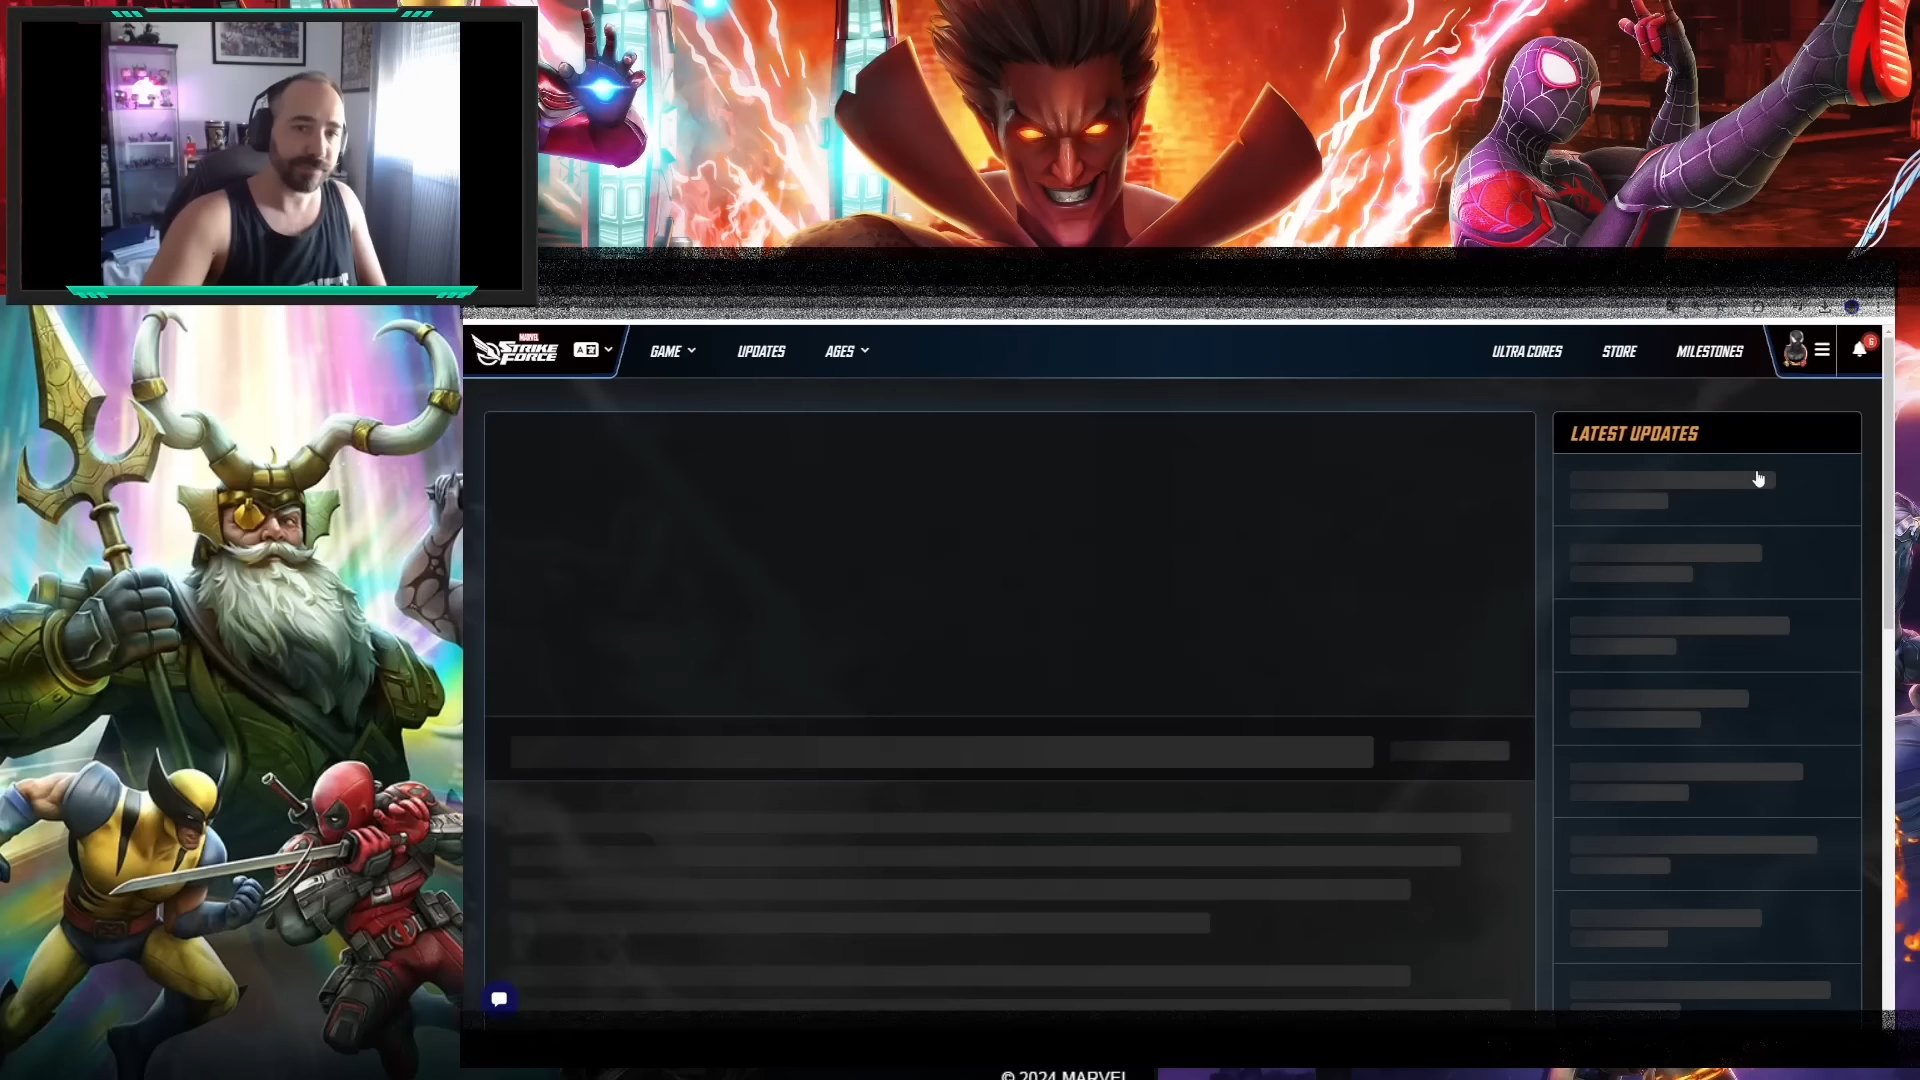 MARVEL
STRIKE FORCE
A
GAME
UPDATES
AGES
ULTRA CORES
STORE
MILESTONES
6
LATEST UPDATES
© 2024 MARVEL